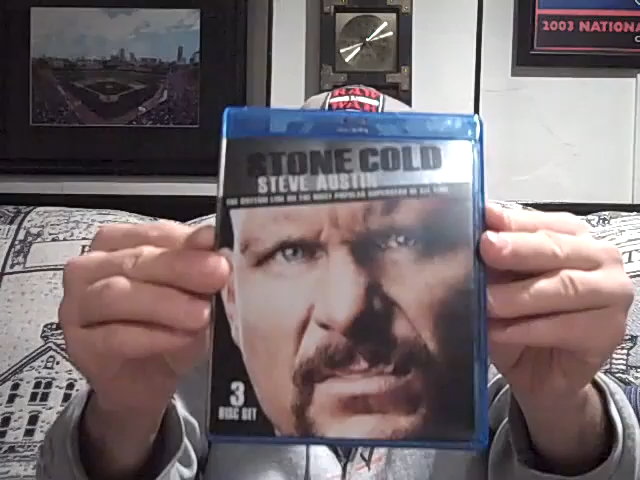 2003 NATIONA
STONE COLD
STEVE AUSTIN
THE BOTTOM LINE ON THE MOST POPULAR SUPERSTAR OF ALL TIME
3
DISC SET